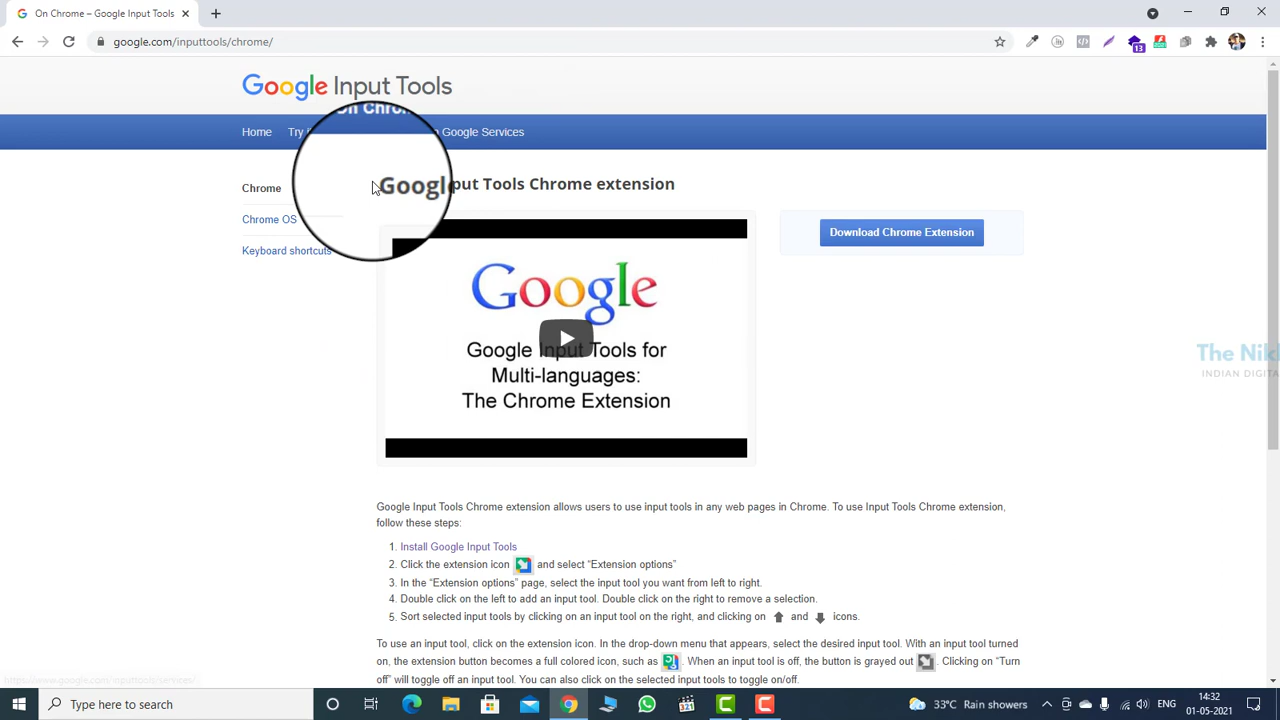 On Chrome – Google Input Tools
google.com/inputtools/chrome/
13
Google Input Tools
On Chrom
Home Try Google Services
Chrome
Googl put Tools Chrome extension
Chrome OS
Download Chrome Extension
Keyboard shortcuts
Google
Google Input Tools for
Multi-languages:
The Chrome Extension
The Nik
INDIAN DIGITA
Google Input Tools Chrome extension allows users to use input tools in any web pages in Chrome. To use Input Tools Chrome extension,
follow these steps:
1. Install Google Input Tools
2. Click the extension icon and select “Extension options”
3. In the “Extension options” page, select the input tool you want from left to right.
4. Double click on the left to add an input tool. Double click on the right to remove a selection.
5. Sort selected input tools by clicking on an input tool on the right, and clicking on and icons.
To use an input tool, click on the extension icon. In the drop-down menu that appears, select the desired input tool. With an input tool turned
on, the extension button becomes a full colored icon, such as . When an input tool is off, the button is grayed out . Clicking on “Turn
off” will toggle off an input tool. You can also click on the selected input tools to toggle on/off.
https://www.google.com/inputtools/services/
Type here to search
33°C Rain showers
ENG
14:32
01-05-2021